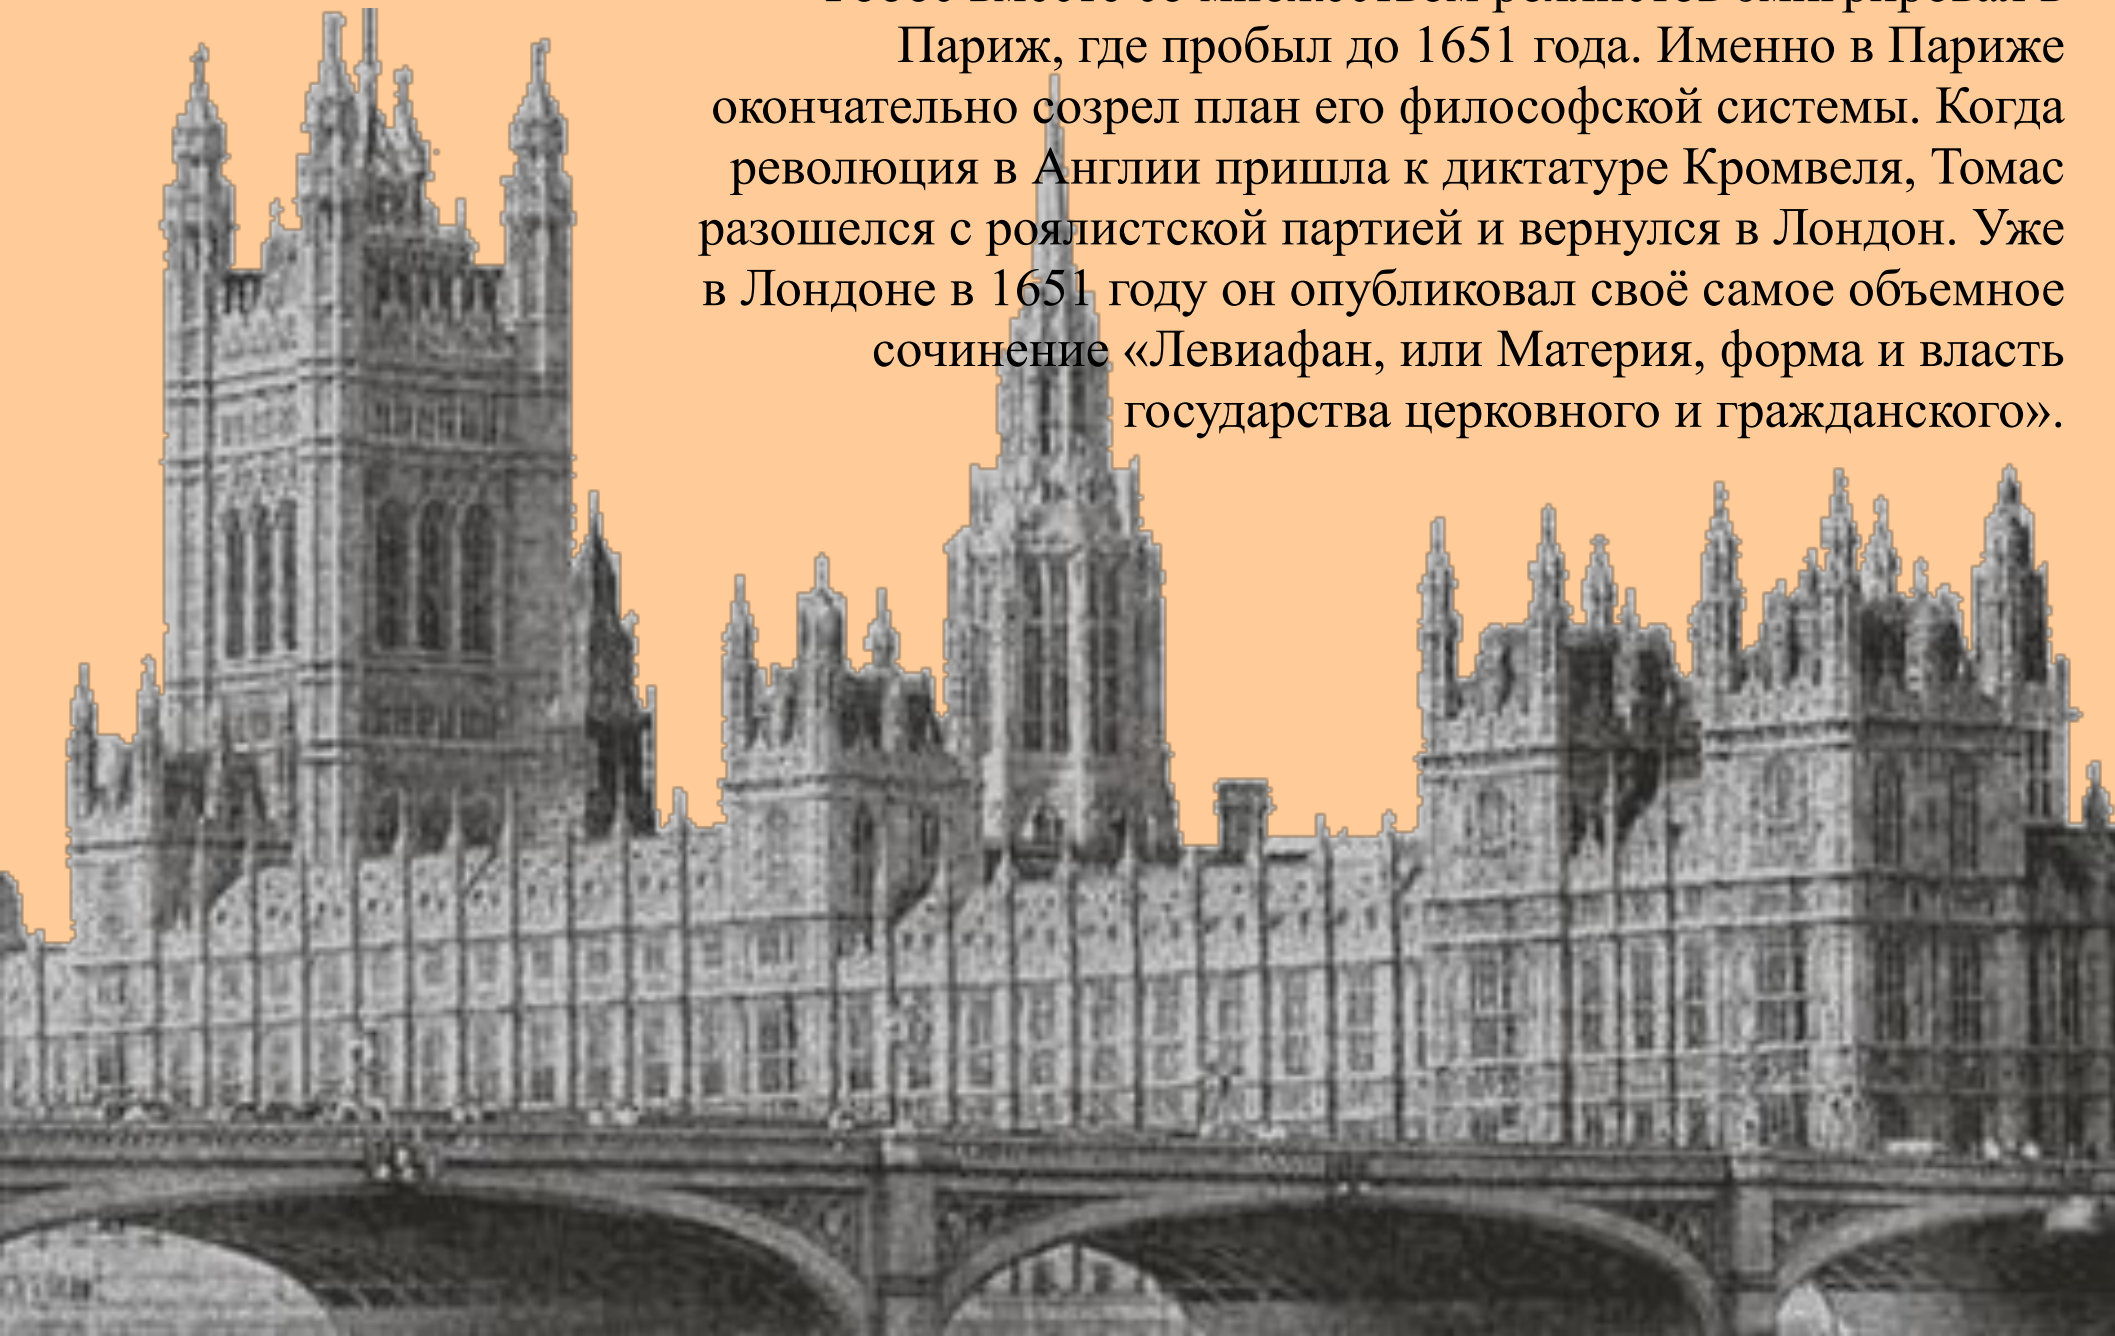 Париж, где пробыл до 1651 года. Именно в Париже
окончательно созрел план его философской системы. Когда
революция в Англии пришла к диктатуре Кромвеля, Томас
разошелся с роялистской партией и вернулся в Лондон. Уже
в Лондоне в 1651 году он опубликовал своё самое объемное
сочинение «Левиафан, или Материя, форма и власть
государства церковного и гражданского».